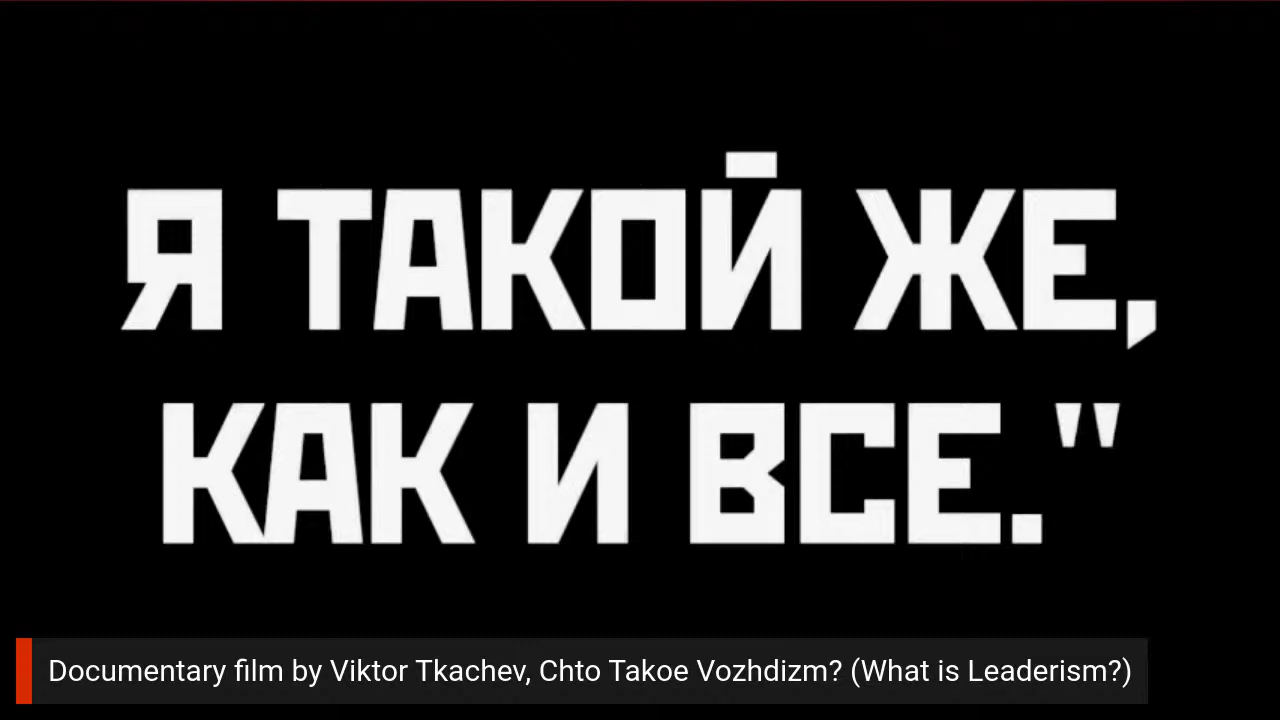 Я ТАКОЙ ЖЕ,
КАК И ВСЕ."
Documentary film by Viktor Tkachev, Chto Takoe Vozhdizm? (What is Leaderism?)